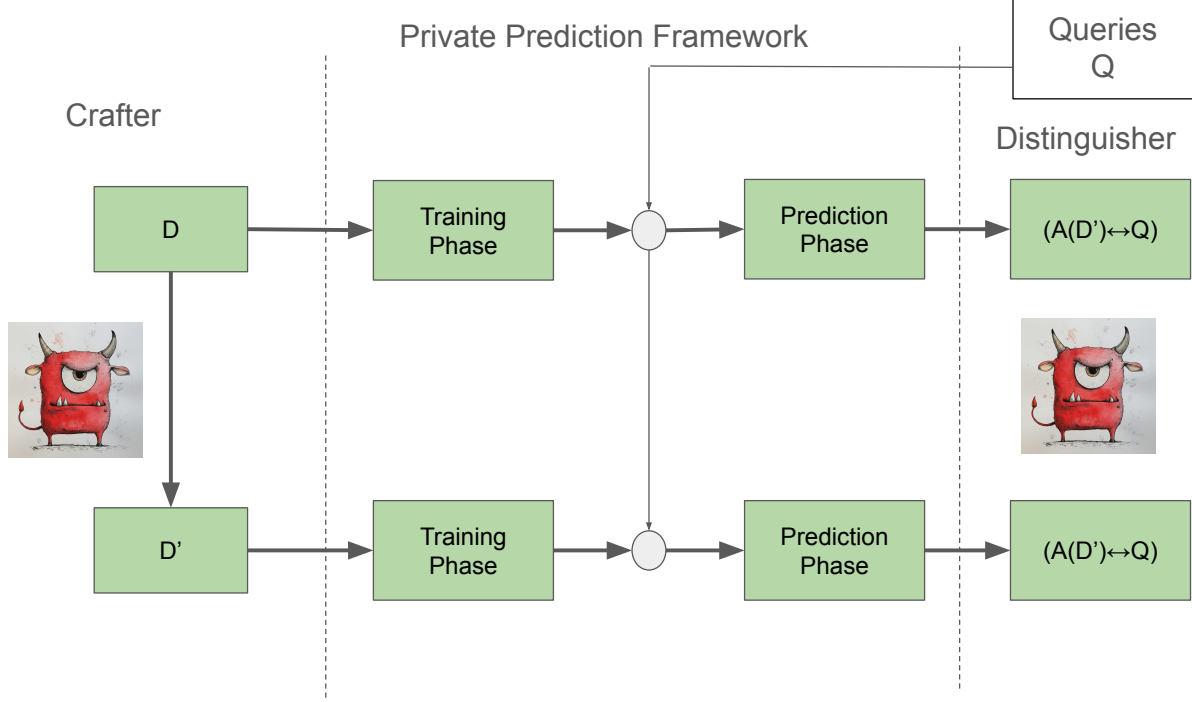 Private Prediction Framework
Queries
Q
Crafter
Distinguisher
D
Training
Phase
Prediction
Phase
(A(D’)↔Q)
D’
Training
Phase
Prediction
Phase
(A(D’)↔Q)